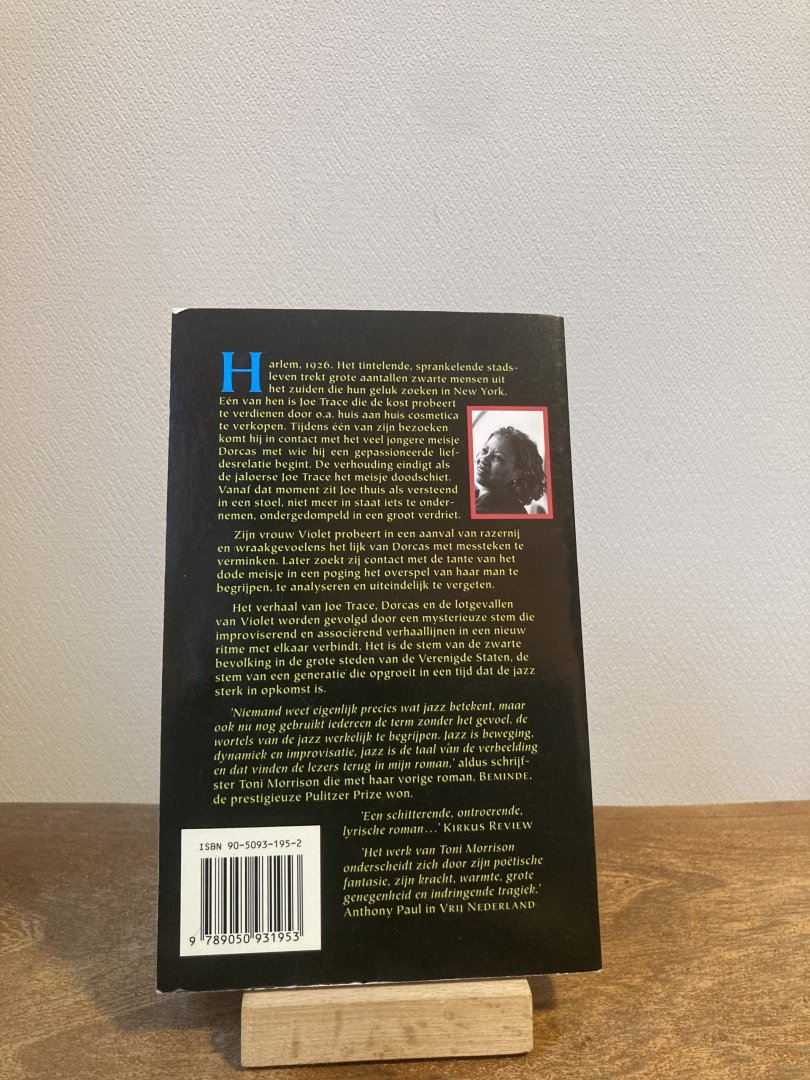 Harlem, 1926. Het tintelende, sprankelende stads-
leven trekt grote aantallen zwarte mensen uit
het zuiden die hun geluk zoeken in New York.
Eén van hen is Joe Trace die de kost probeert
te verdienen door o.a. huis aan huis cosmetica
te verkopen. Tijdens één van zijn bezoeken
komt hij in contact met het veel jongere meisje
Dorcas met wie hij een gepassioneerde lief-
desrelatie begint. De verhouding eindigt als
de jaloerse Joe Trace het meisje doodschiet.
Vanaf dat moment zit Joe thuis als versteend
in een stoel, niet meer in staat iets te onder-
nemen, ondergedompeld in een groot verdriet.
Zijn vrouw Violet probeert in een aanval van razernij
en wraakgevoelens het lijk van Dorcas met messteken te
verminken. Later zoekt zij contact met de tante van het
dode meisje in een poging het overspel van haar man te
begrijpen, te analyseren en uiteindelijk te vergeten.
Het verhaal van Joe Trace, Dorcas en de lotgevallen
van Violet worden gevolgd door een mysterieuze stem die
improviserend en associërend verhaallijnen in een nieuw
ritme met elkaar verbindt. Het is de stem van de zwarte
bevolking in de grote steden van de Verenigde Staten, de
stem van een generatie die opgroeit in een tijd dat de jazz
sterk in opkomst is.
'Niemand weet eigenlijk precies wat jazz betekent, maar
ook nu nog gebruikt iedereen de term zonder het gevoel, de
wortels van de jazz werkelijk te begrijpen. Jazz is beweging,
dynamiek en improvisatie, jazz is de taal van de verbeelding
en dat vinden de lezers terug in mijn roman,' aldus schrijf-
ster Toni Morrison die met haar vorige roman, BEMINDE,
de prestigieuze Pulitzer Prize won.
'Een schitterende, ontroerende,
lyrische roman...' KIRKUS REVIEW
'Het werk van Toni Morrison
onderscheidt zich door zijn poëtische
fantasie, zijn kracht, warmte, grote
genegenheid en indringende tragiek.'
Anthony Paul in VRIJ NEDERLAND
ISBN 90-5093-195-2
9 789050 931953